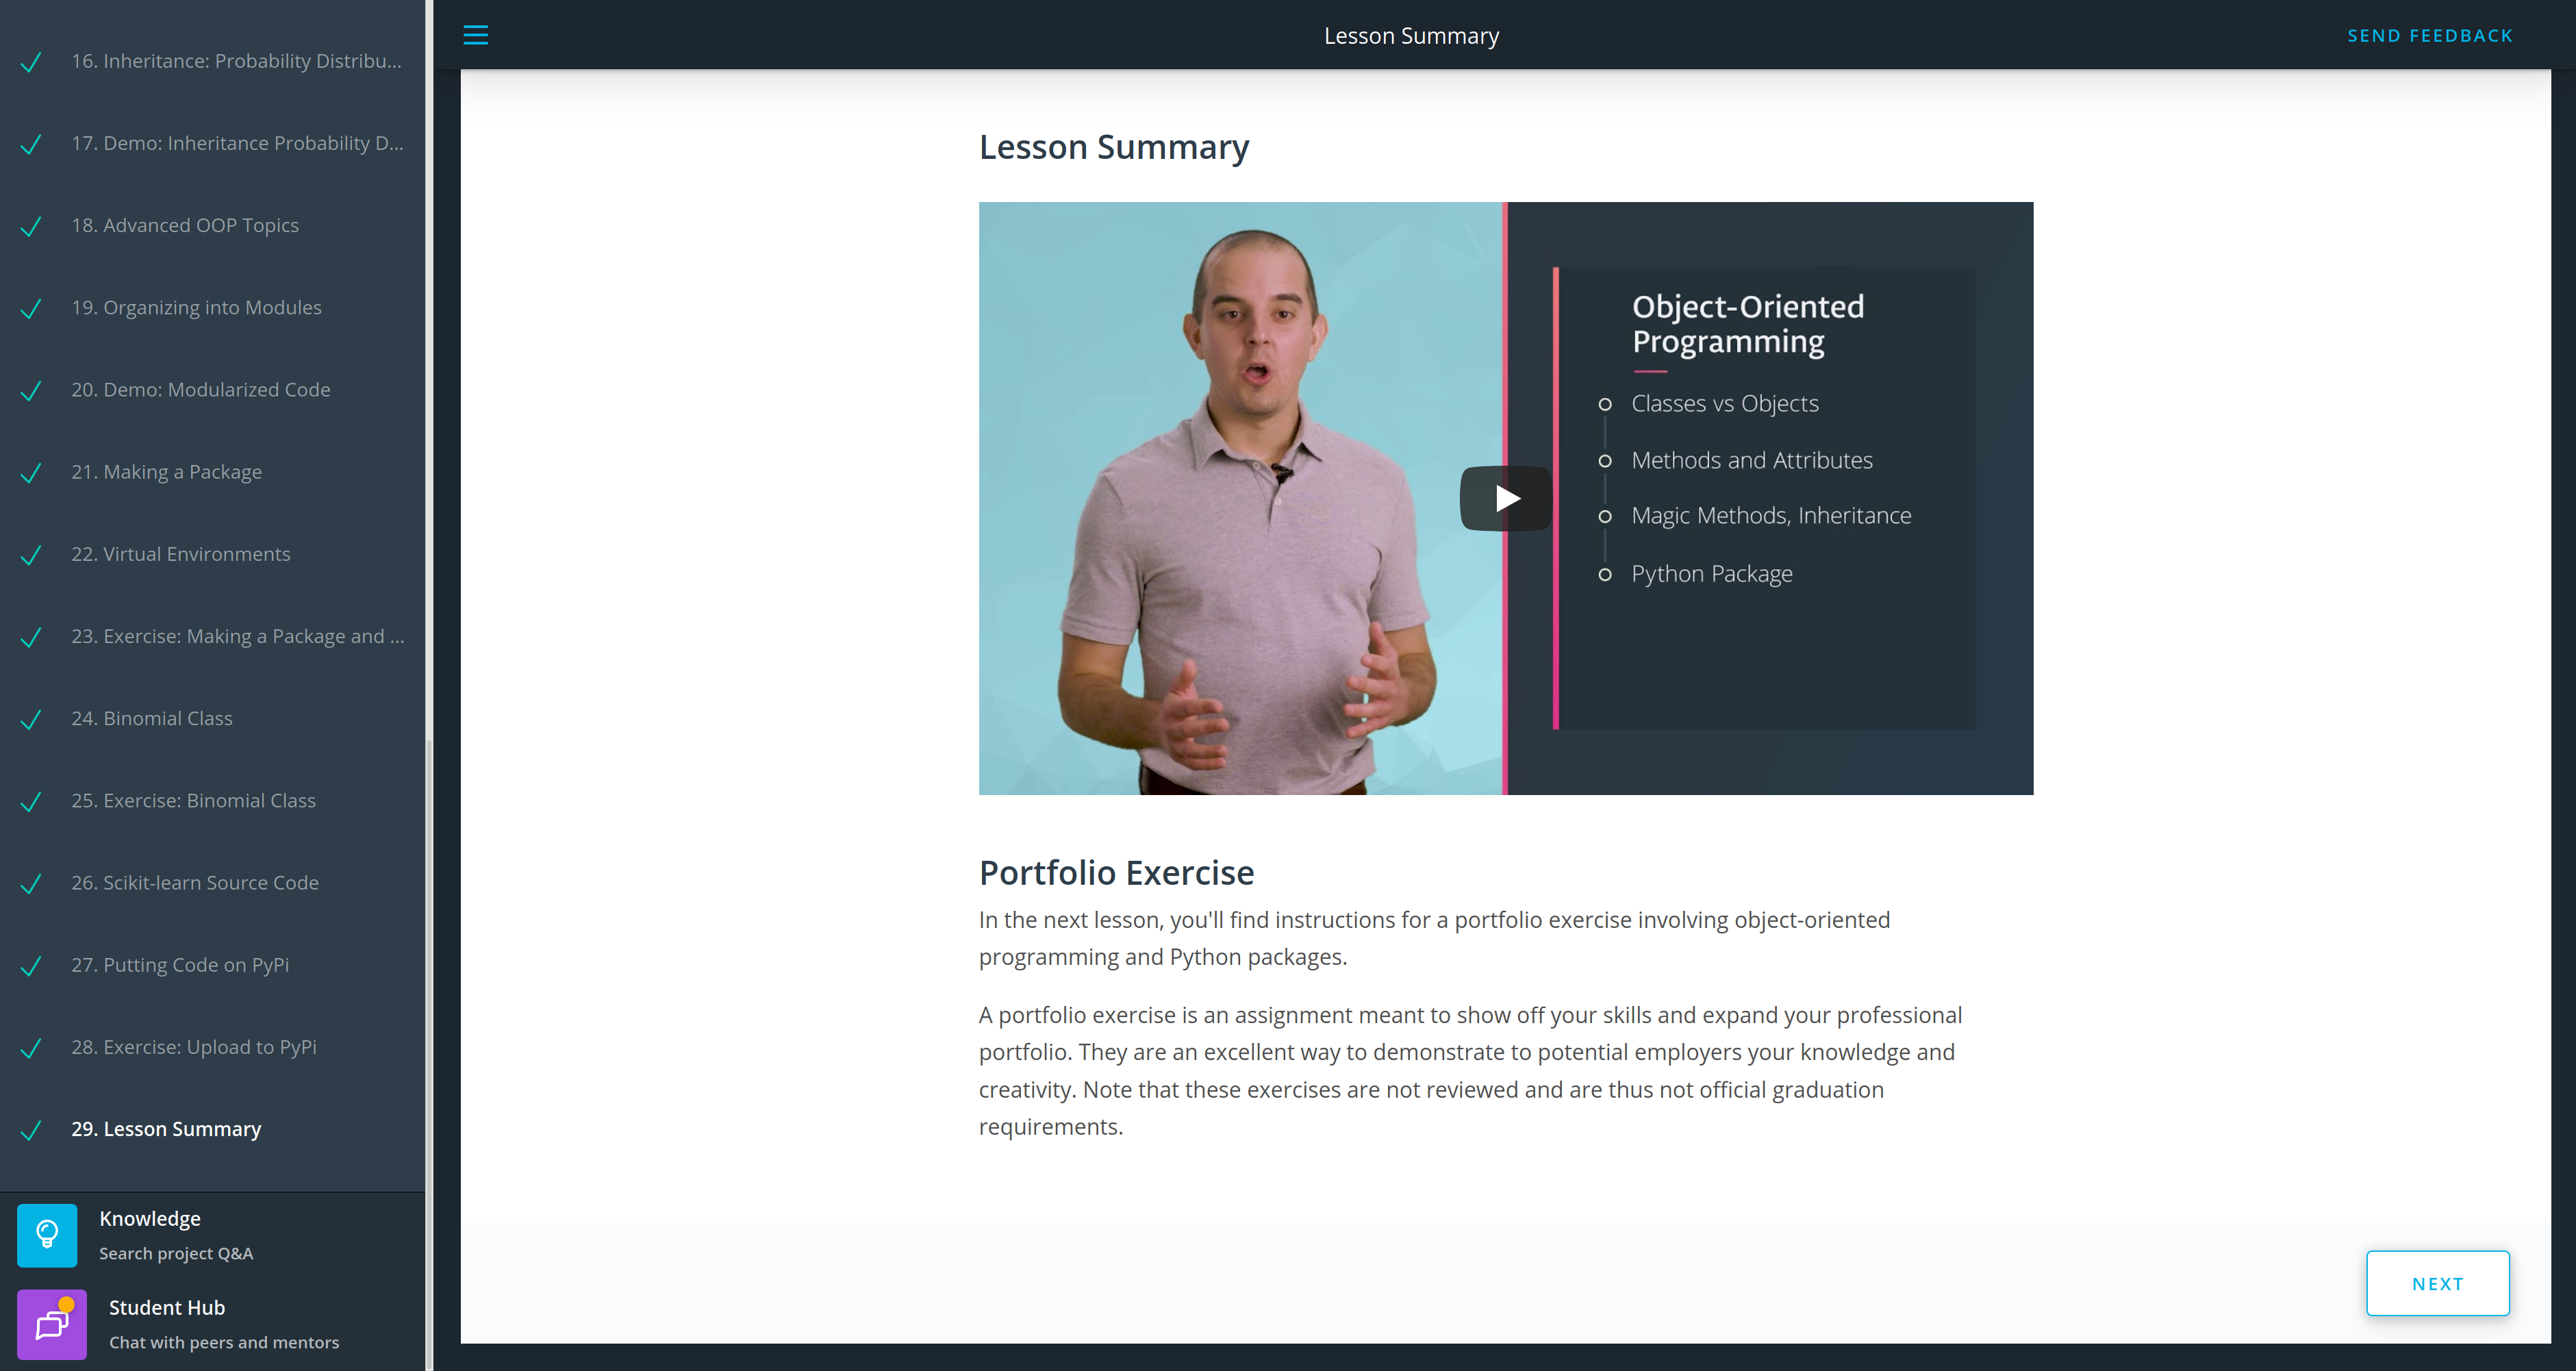 16. Inheritance: Probability Distribu...
17. Demo: Inheritance Probability D...
18. Advanced OOP Topics
19. Organizing into Modules
20. Demo: Modularized Code
21. Making a Package
22. Virtual Environments
23. Exercise: Making a Package and ...
24. Binomial Class
25. Exercise: Binomial Class
26. Scikit-learn Source Code
27. Putting Code on PyPi
28. Exercise: Upload to PyPi
29. Lesson Summary
Knowledge
Search project Q&A
Student Hub
Chat with peers and mentors
Lesson Summary
SEND FEEDBACK
Lesson Summary
Object-Oriented
Programming
Classes vs Objects
Methods and Attributes
Magic Methods, Inheritance
Python Package
Portfolio Exercise
In the next lesson, you'll find instructions for a portfolio exercise involving object-oriented
programming and Python packages.
A portfolio exercise is an assignment meant to show off your skills and expand your professional
portfolio. They are an excellent way to demonstrate to potential employers your knowledge and
creativity. Note that these exercises are not reviewed and are thus not official graduation
requirements.
NEXT